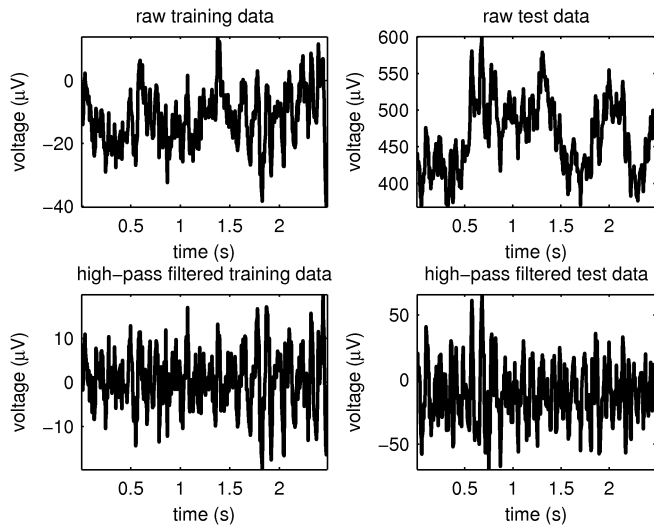 raw training data
voltage (μV)
0
−20
−40
0.5 1 1.5 2
time (s)
raw test data
voltage (μV)
600
550
500
450
400
0.5 1 1.5 2
time (s)
high−pass filtered training data
voltage (μV)
10
0
−10
0.5 1 1.5 2
time (s)
high−pass filtered test data
voltage (μV)
50
0
−50
0.5 1 1.5 2
time (s)